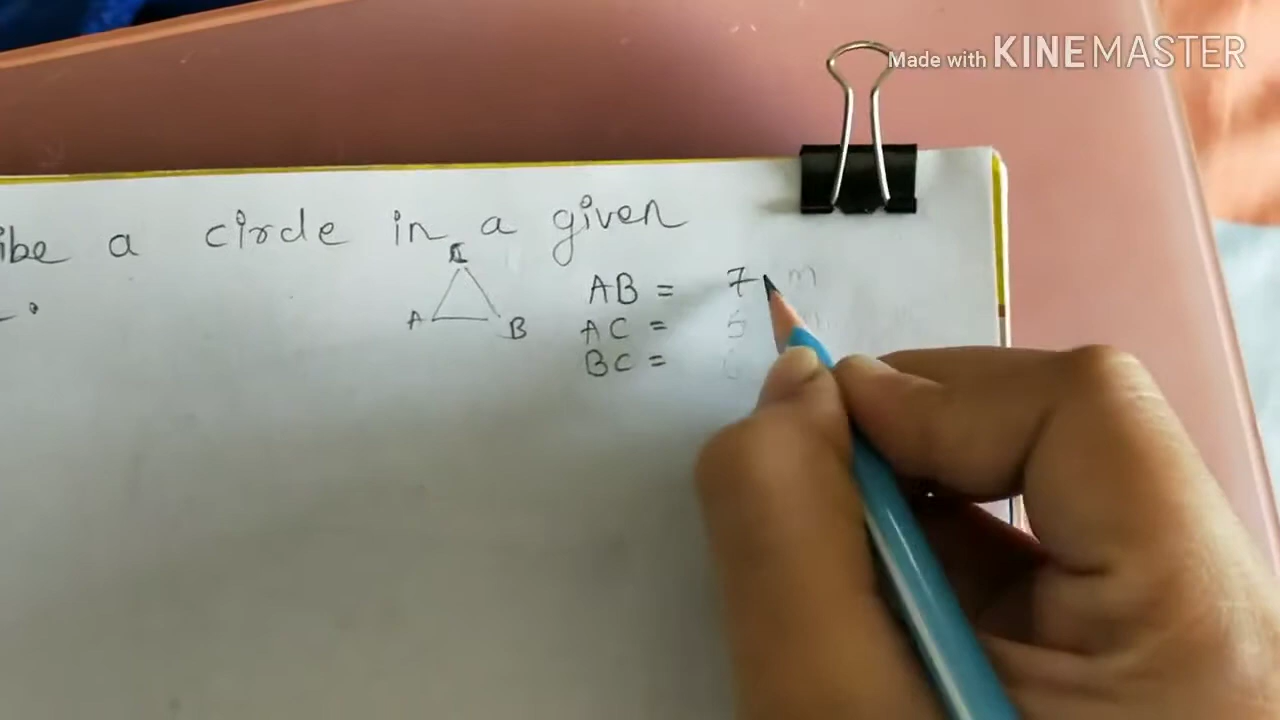 Made with KINEMASTER
ibe a circle in a given
C
A B
AB = 7
AC =
BC =